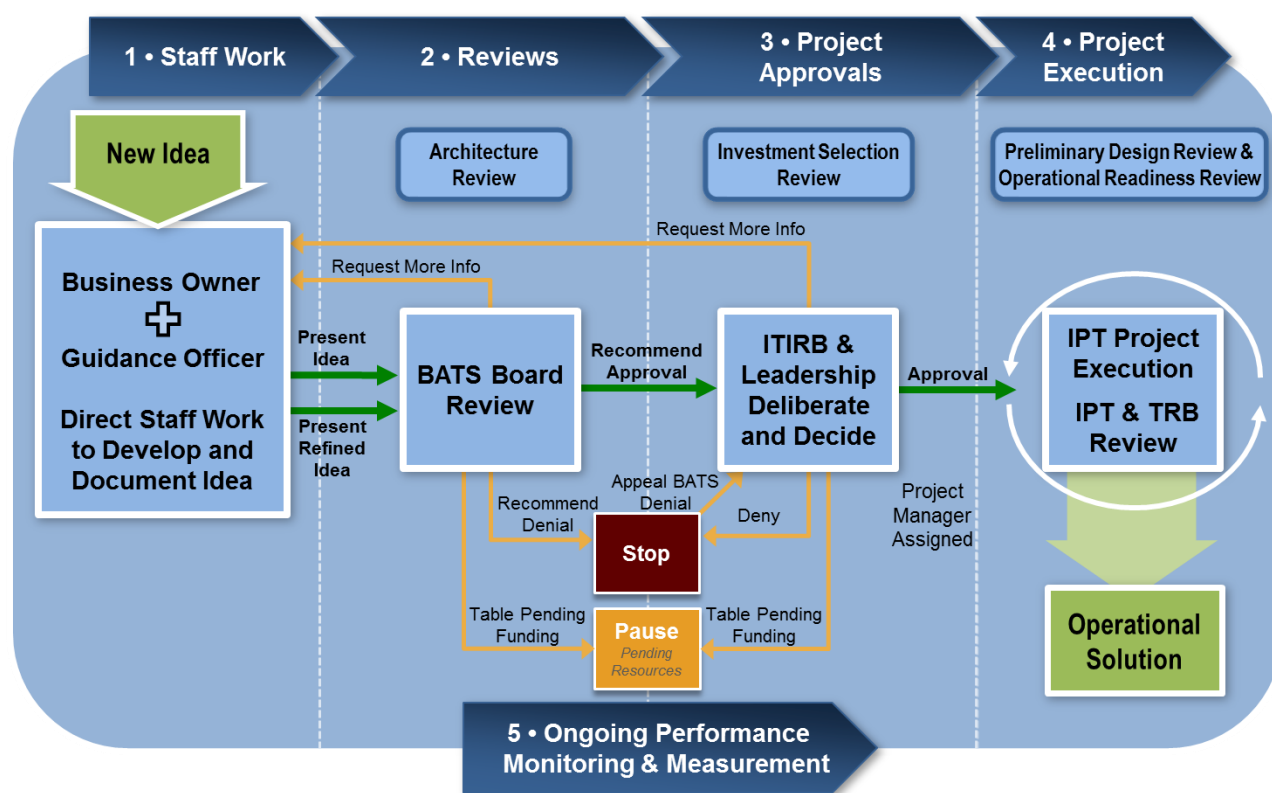 1 • Staff Work
2 • Reviews
3 • Project
Approvals
4 • Project
Execution
New Idea
Architecture
Review
Investment Selection
Review
Preliminary Design Review &
Operational Readiness Review
Business Owner
Guidance Officer
Direct Staff Work
to Develop and
Document Idea
Request More Info
Request More Info
Present
Idea
Present
Refined
Idea
BATS Board
Review
Recommend
Approval
ITIRB &
Leadership
Deliberate
and Decide
Approval
IPT Project
Execution
IPT & TRB
Review
Recommend
Denial
Appeal BATS
Denial
Deny
Stop
Project
Manager
Assigned
Table Pending
Funding
Pause
Pending
Resources
Table Pending
Funding
Operational
Solution
5 • Ongoing Performance
Monitoring & Measurement